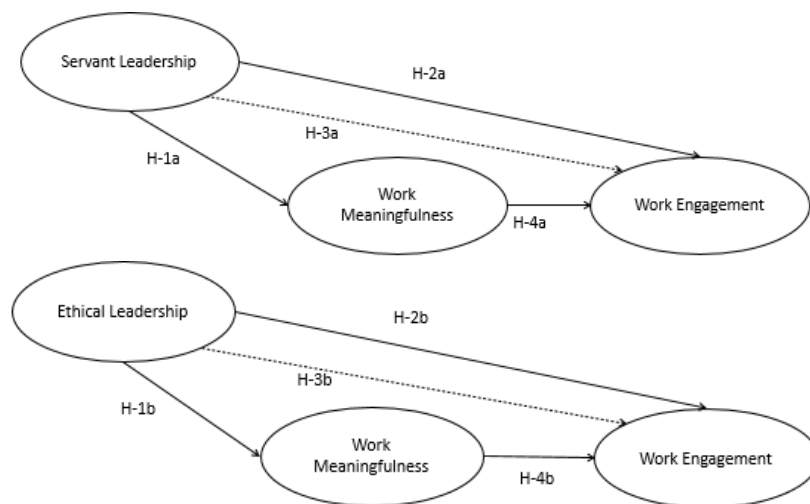 Servant Leadership
H-2a
H-3a
H-1a
Work
Meaningfulness
H-4a
Work Engagement
Ethical Leadership
H-2b
H-3b
H-1b
Work
Meaningfulness
H-4b
Work Engagement